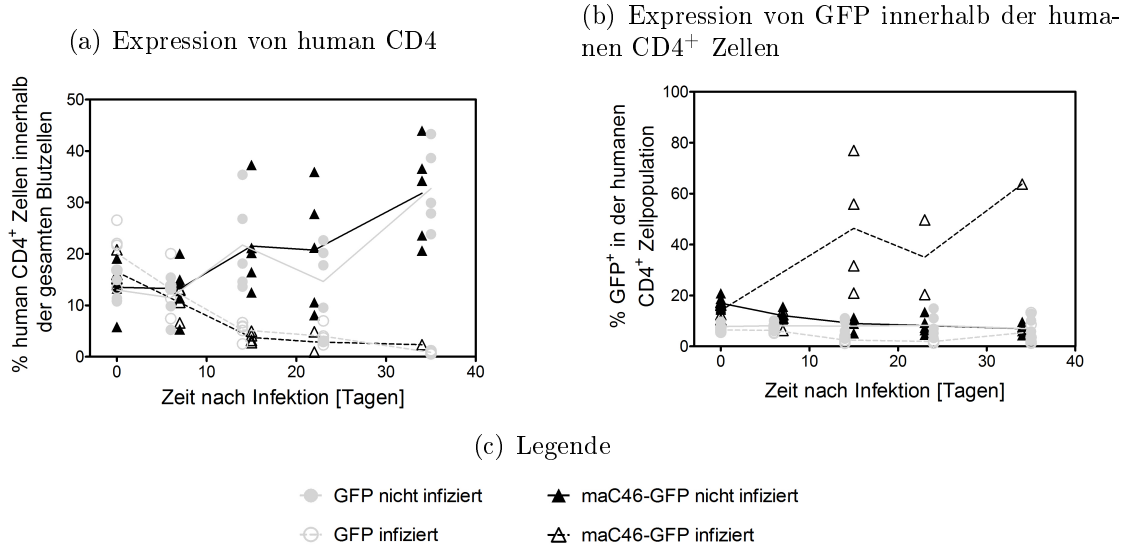 (a) Expression von human CD4
(b) Expression von GFP innerhalb der huma-
nen CD4+ Zellen
% human CD4+ Zellen innerhalb
der gesamten Blutzellen
50
40
30
20
10
0
0 10 20 30 40
Zeit nach Infektion [Tagen]
% GFP+ in der humanen
CD4+ Zellpopulation
100
80
60
40
20
0
0 10 20 30 40
Zeit nach Infektion [Tagen]
(c) Legende
GFP nicht infiziert
maC46-GFP nicht infiziert
GFP infiziert
maC46-GFP infiziert